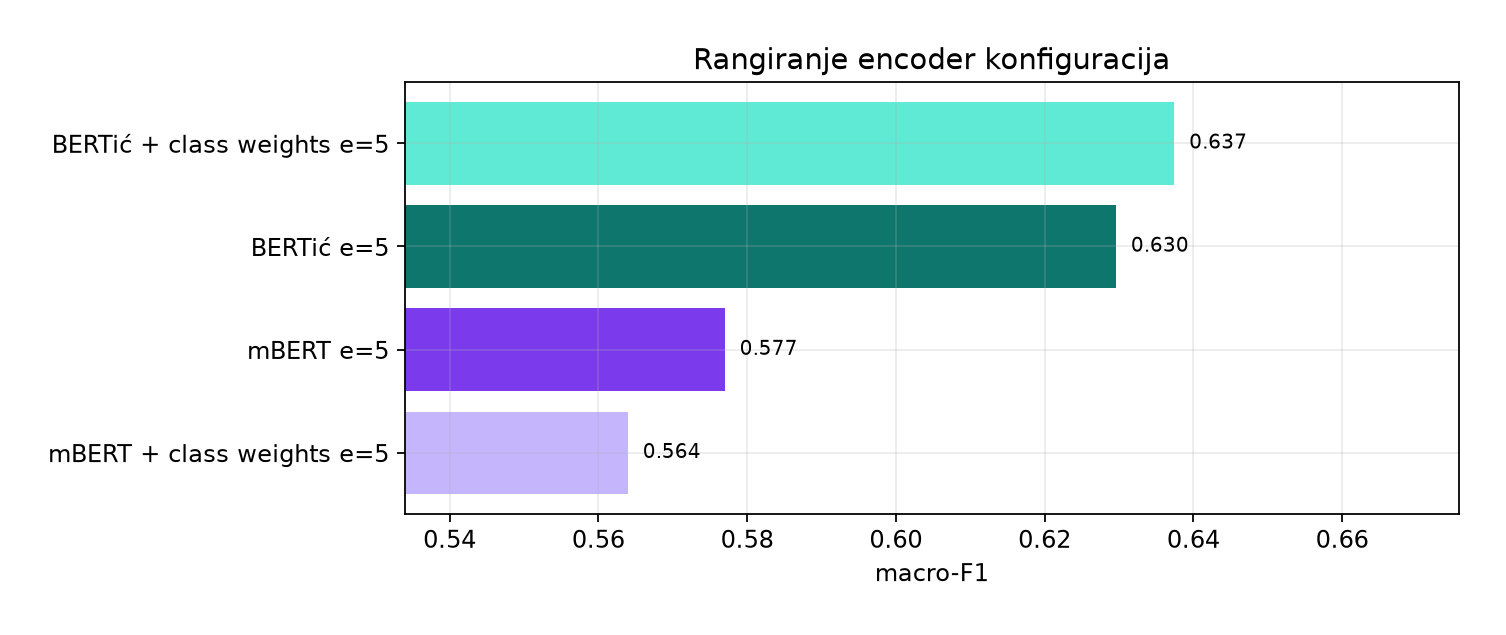 Rangiranje encoder konfiguracija
BERTić + class weights e=5
0.637
BERTić e=5
0.630
mBERT e=5
0.577
mBERT + class weights e=5
0.564
0.54 0.56 0.58 0.60 0.62 0.64 0.66
macro-F1